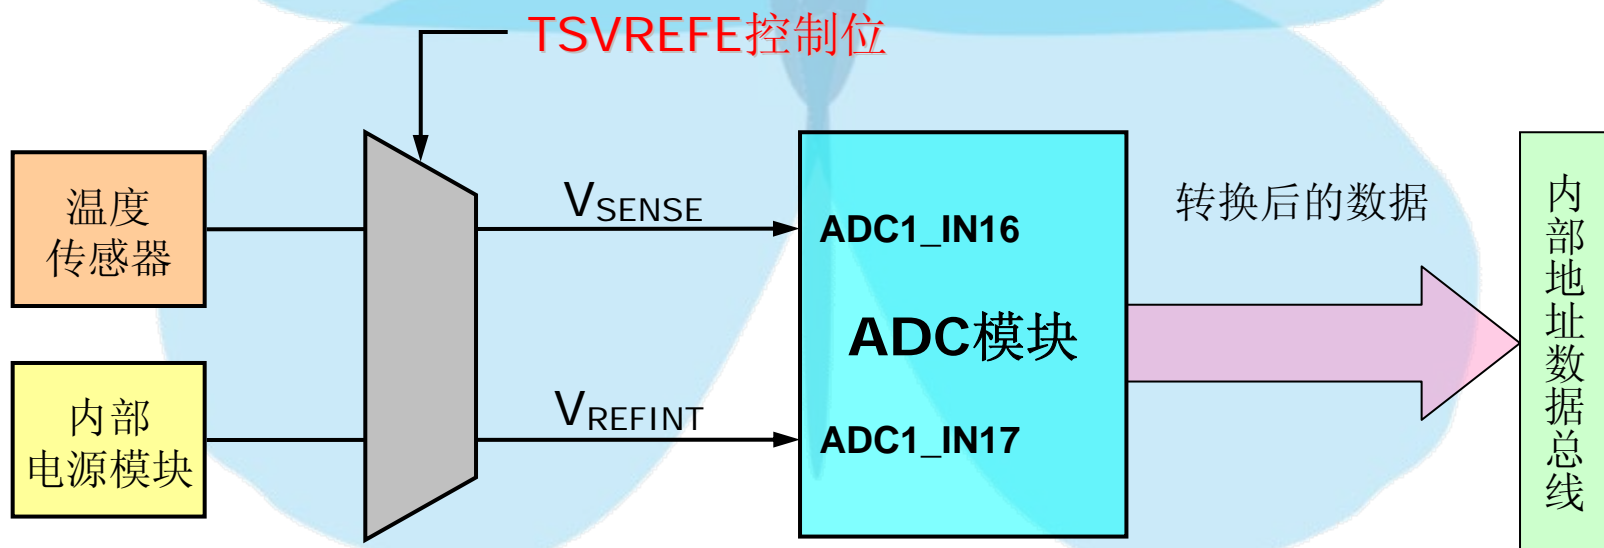 TSVREFE控制位
温度
传感器
VSENSE
ADC1_IN16
转换后的数据
ADC模块
内部
电源模块
VREFINT
ADC1_IN17
内部地址数据总线